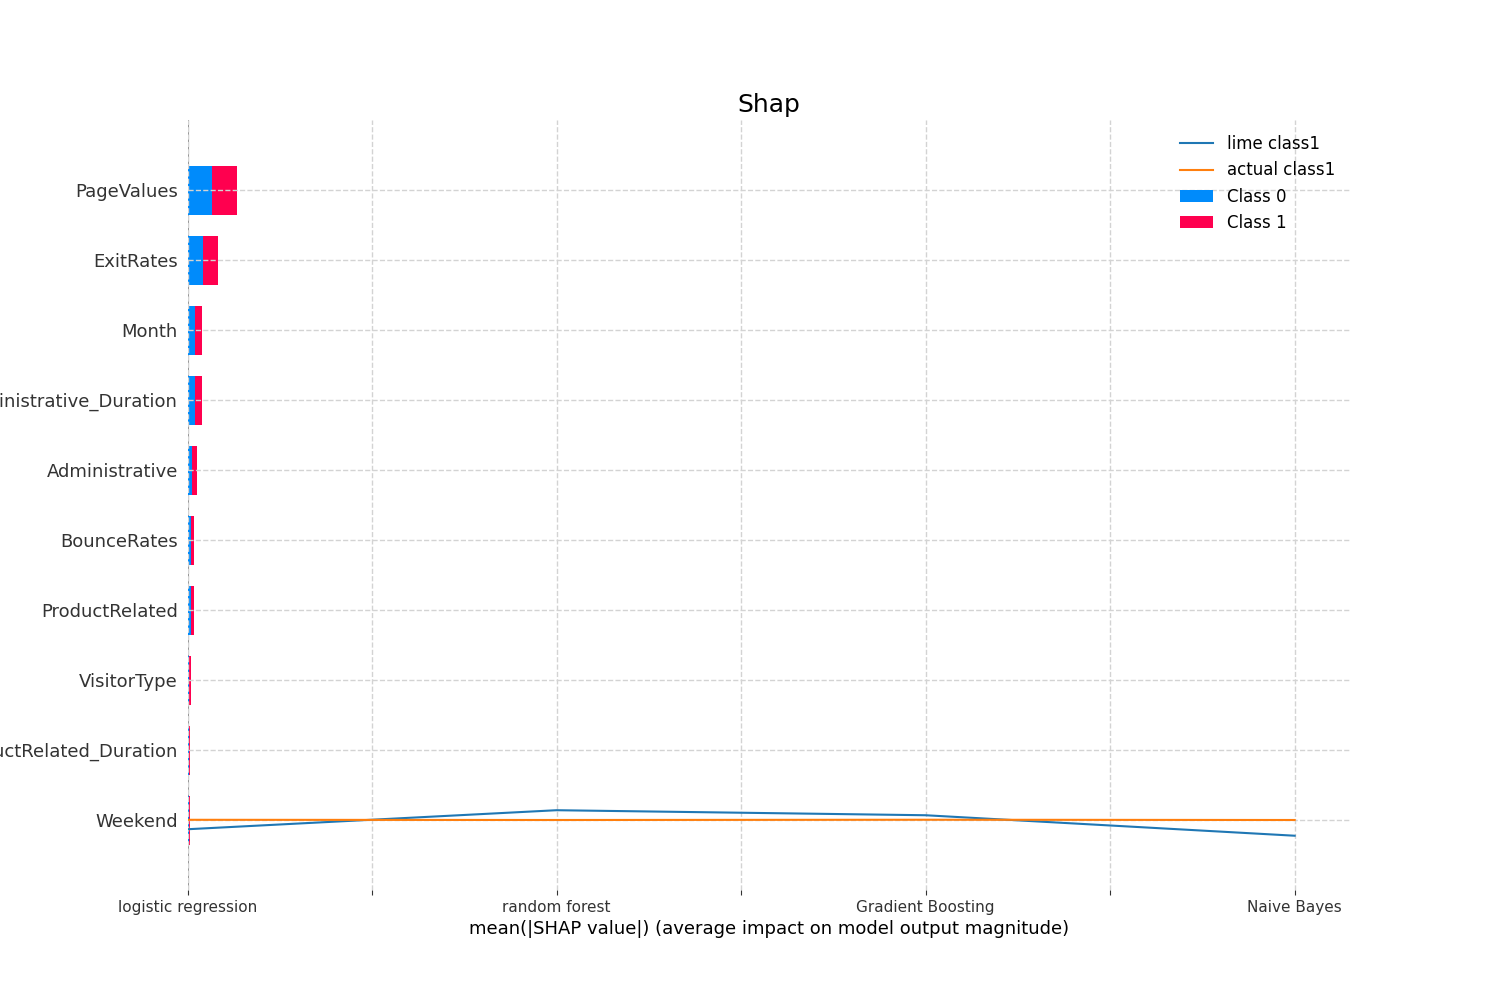 Shap
lime class1
actual class1
Class 0
Class 1
PageValues
ExitRates
Month
inistrative_Duration
Administrative
BounceRates
ProductRelated
VisitorType
uctRelated_Duration
Weekend
logistic regression
random forest
Gradient Boosting
Naive Bayes
mean(|SHAP value|) (average impact on model output magnitude)